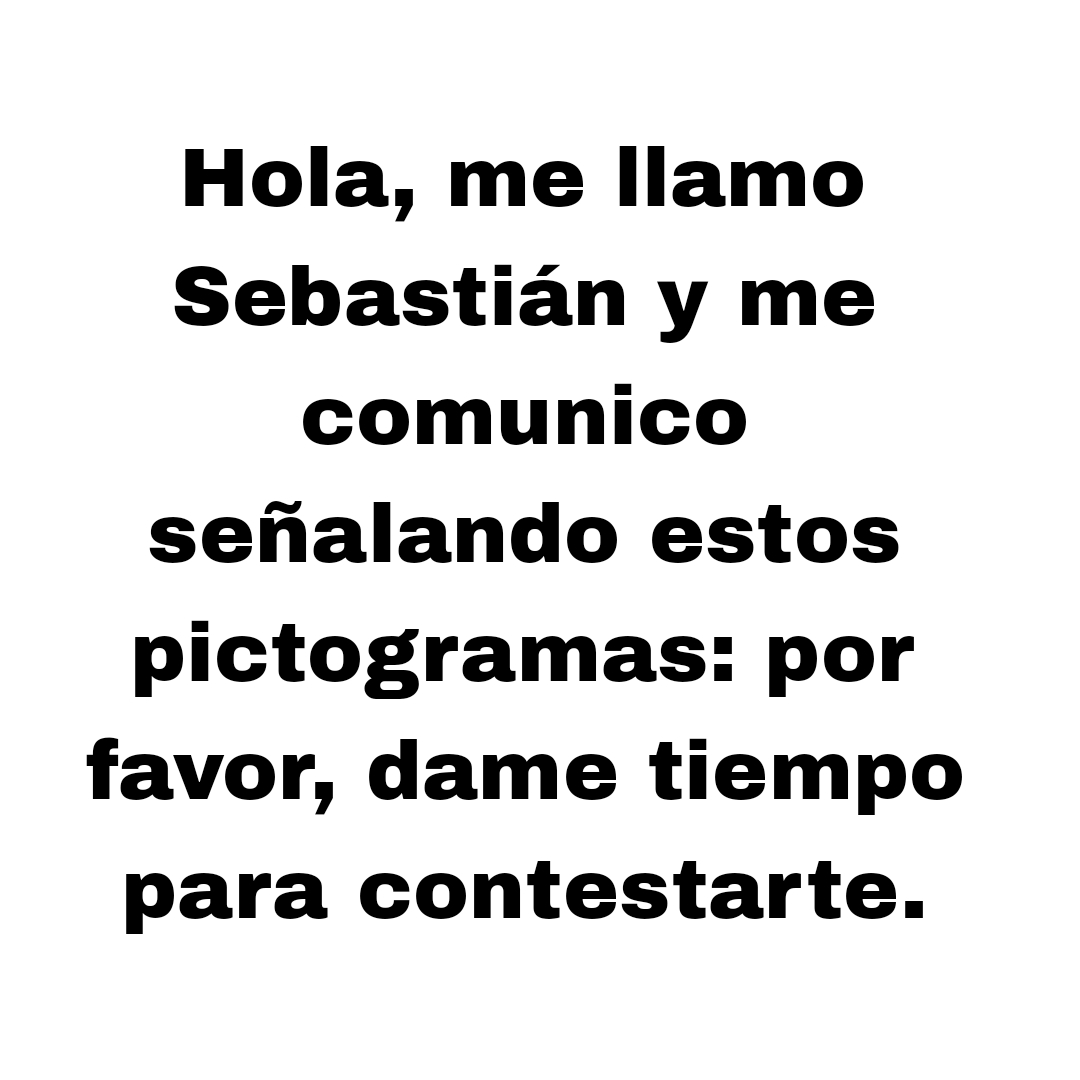 Hola, me llamo
Sebastián y me
comunico
señalando estos
pictogramas: por
favor, dame tiempo
para contestarte.